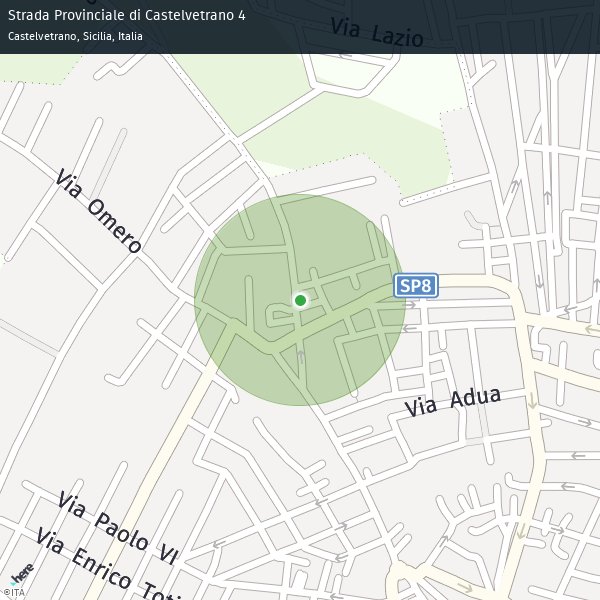 Strada Provinciale di Castelvetrano 4
Castelvetrano, Sicilia, Italia
Via Lazio
Via Omero
SP8
Via Adua
Via Paolo VI
Via Enrico Toti
here
©ITA